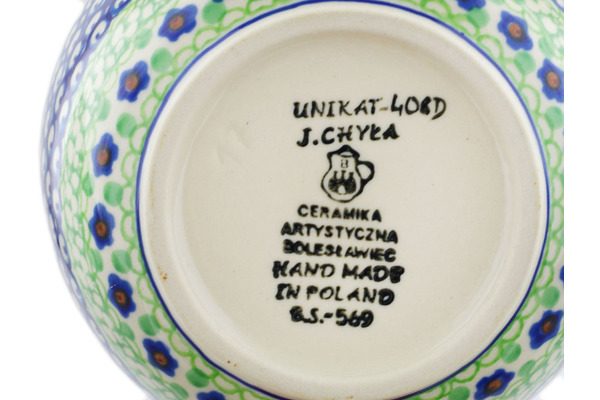 UNIKAT-408D
J.CHYŁA
B
CERAMIKA
ARTYSTYCZNA
BOLESŁAWIEC
HAND MADE
IN POLAND
B.S.-569